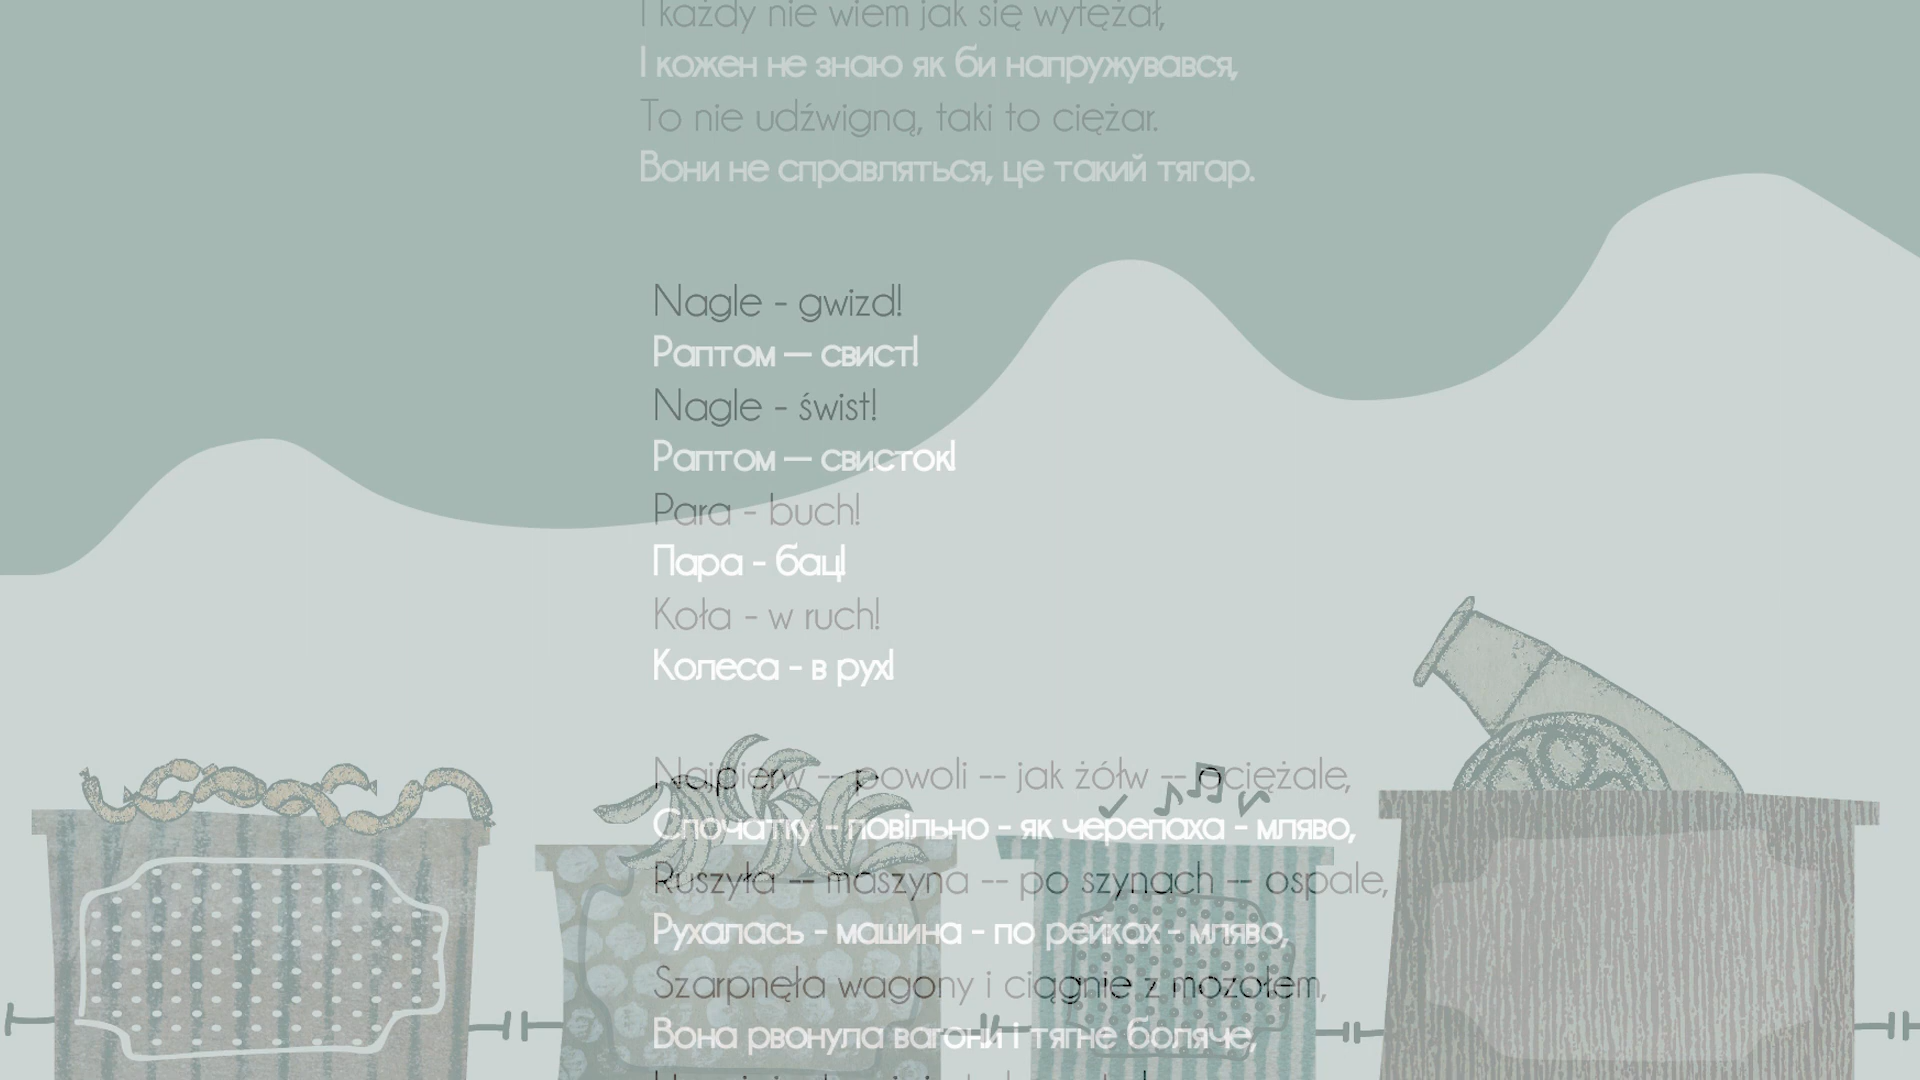 I każdy nie wiem jak się wytężał,
І кожен не знаю як би напружувався,
To nie udźwigną, taki to ciężar.
Вони не справляться, це такий тягар.
Nagle - gwizd!
Раптом — свист!
Nagle - świst!
Раптом — свисток!
Para - buch!
Пара - бац!
Koła - w ruch!
Колеса - в рух!
Najpierw -- powoli -- jak żółw -- ociężale,
Спочатку - повільно - як черепаха - мляво,
Ruszyła -- maszyna -- po szynach -- ospale,
Рухалась - машина - по рейках - мляво,
Szarpnęła wagony i ciągnie z mozołem,
Вона рвонула вагони і тягне боляче,